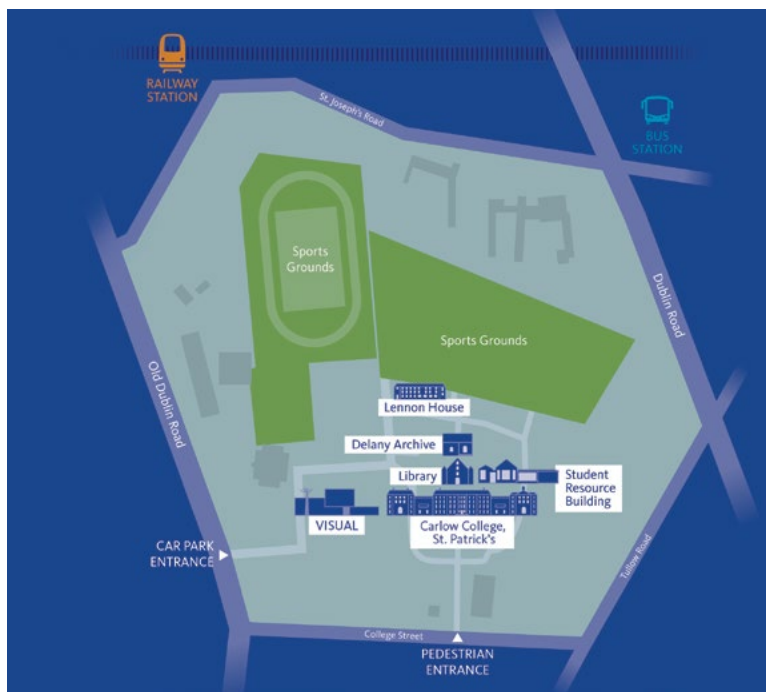 RAILWAY
STATION
St. Joseph's Road
BUS
STATION
Sports
Grounds
Dublin Road
Sports Grounds
Old Dublin Road
Lennon House
Delany Archive
Library
Student
Resource
Building
VISUAL
Carlow College,
St. Patrick's
CAR PARK
ENTRANCE
Tullow Road
College Street
PEDESTRIAN
ENTRANCE